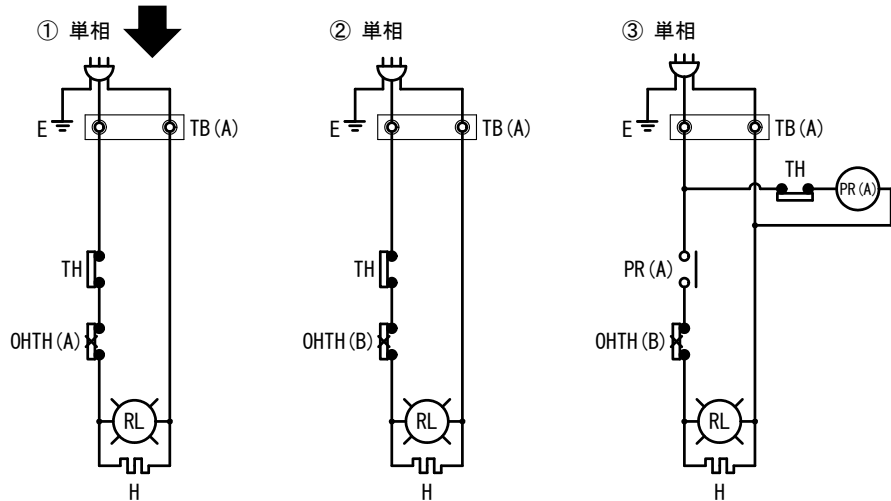 ① 単相
② 単相
③ 単相
E
TB(A)
E
TB(A)
E
TB(A)
TH
PR(A)
TH
TH
PR(A)
OHTH(A)
OHTH(B)
OHTH(B)
RL
RL
RL
H
H
H